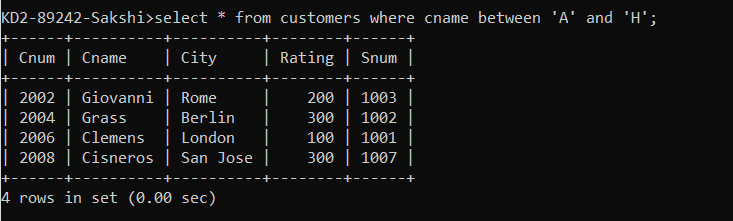 KD2-89242-Sakshi>select * from customers where cname between 'A' and 'H';
+------+----------+----------+--------+------+
| Cnum | Cname    | City     | Rating | Snum |
+------+----------+----------+--------+------+
| 2002 | Giovanni | Rome     |    200 | 1003 |
| 2004 | Grass    | Berlin   |    300 | 1002 |
| 2006 | Clemens  | London   |    100 | 1001 |
| 2008 | Cisneros | San Jose |    300 | 1007 |
+------+----------+----------+--------+------+
4 rows in set (0.00 sec)